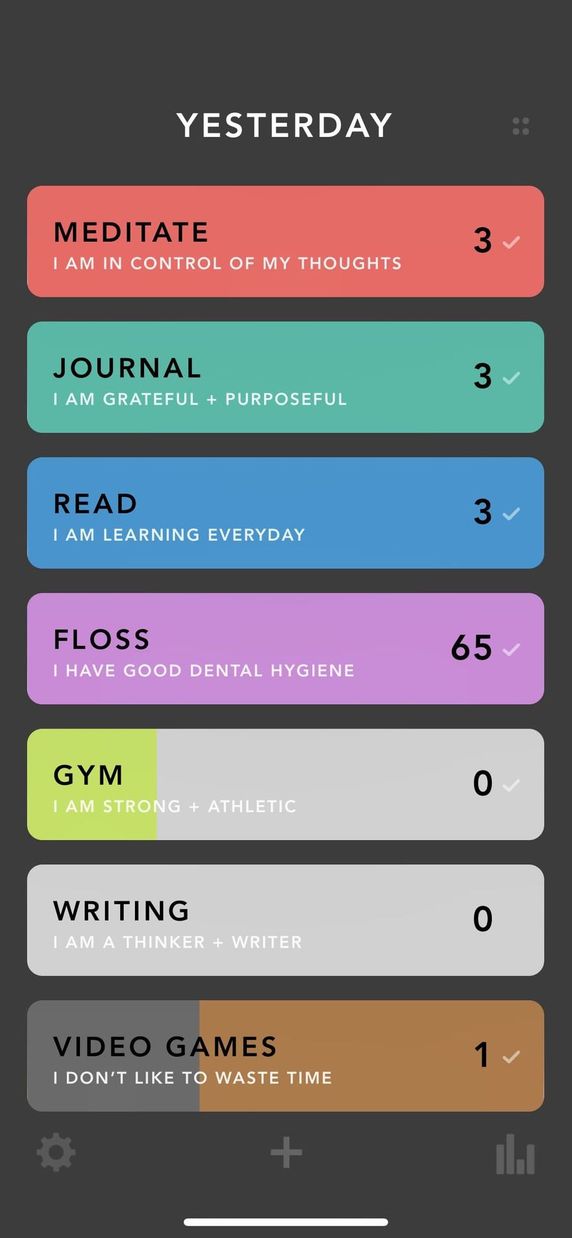 YESTERDAY
MEDITATE
I AM IN CONTROL OF MY THOUGHTS
3
JOURNAL
I AM GRATEFUL + PURPOSEFUL
3
READ
I AM LEARNING EVERYDAY
3
FLOSS
I HAVE GOOD DENTAL HYGIENE
65
GYM
I AM STRONG + ATHLETIC
0
WRITING
I AM A THINKER + WRITER
0
VIDEO GAMES
I DON’T LIKE TO WASTE TIME
1